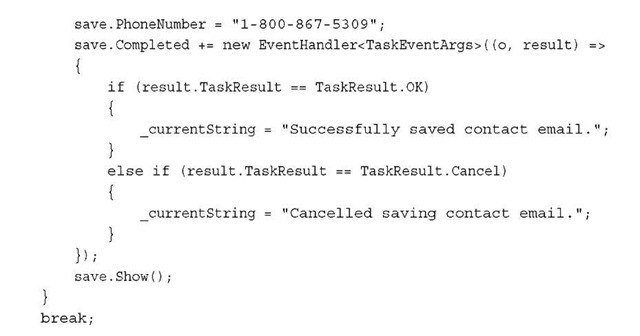 save.PhoneNumber = "1-800-867-5309";
save.Completed += new EventHandler<TaskEventArgs>((o, result) =>
{
if (result.TaskResult == TaskResult.OK)
{
_currentString = "Successfully saved contact email.";
}
else if (result.TaskResult == TaskResult.Cancel)
{
_currentString = "Cancelled saving contact email.";
}
});
save.Show();
}
break;